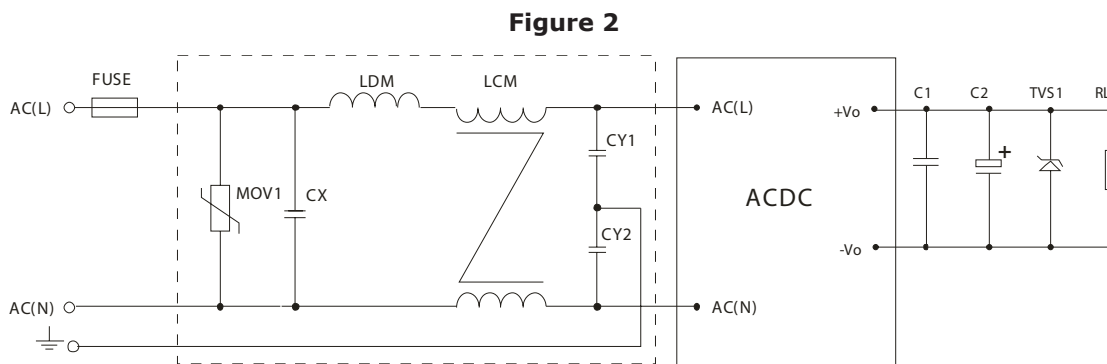 Figure 2
FUSE
LDM
LCM
C1
C2
TVS1
RL
AC(L)
AC(L)
+Vo
CY1
+
MOV1
CX
ACDC
CY2
-Vo
AC(N)
AC(N)